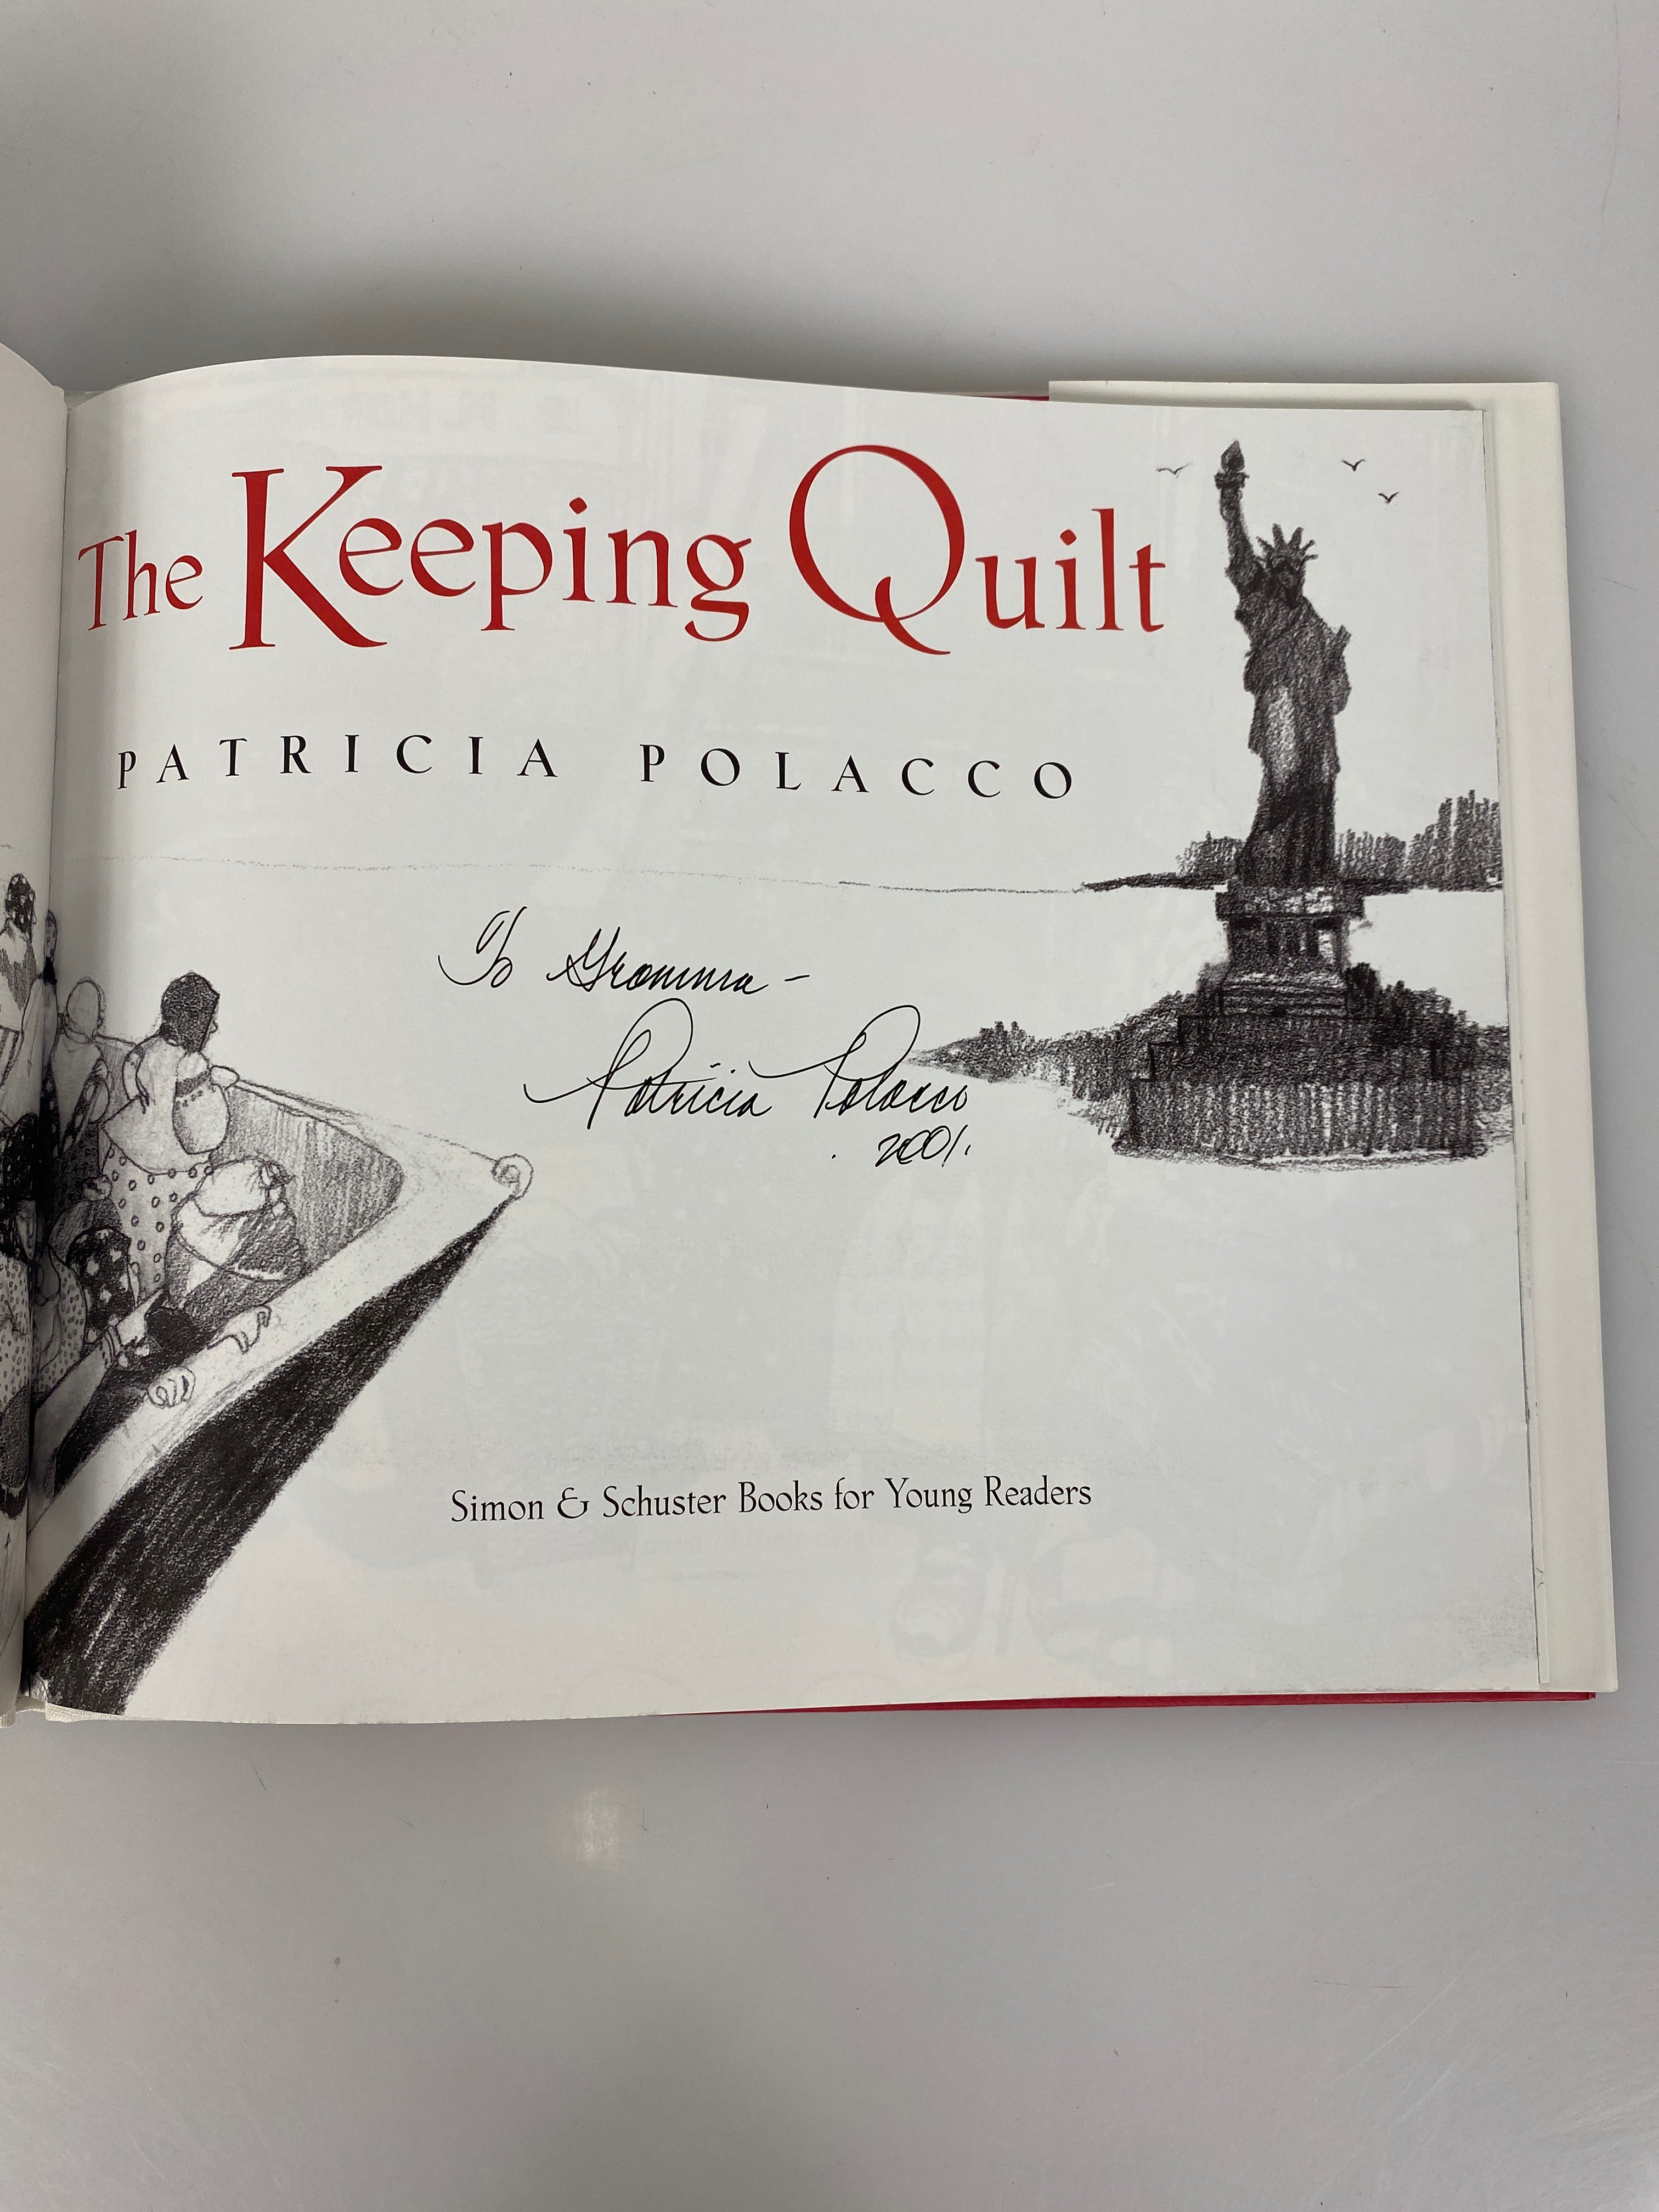 The Keeping Quilt
PATRICIA POLACCO
To Gramma –
Patricia Polacco
2001.
Simon & Schuster Books for Young Readers